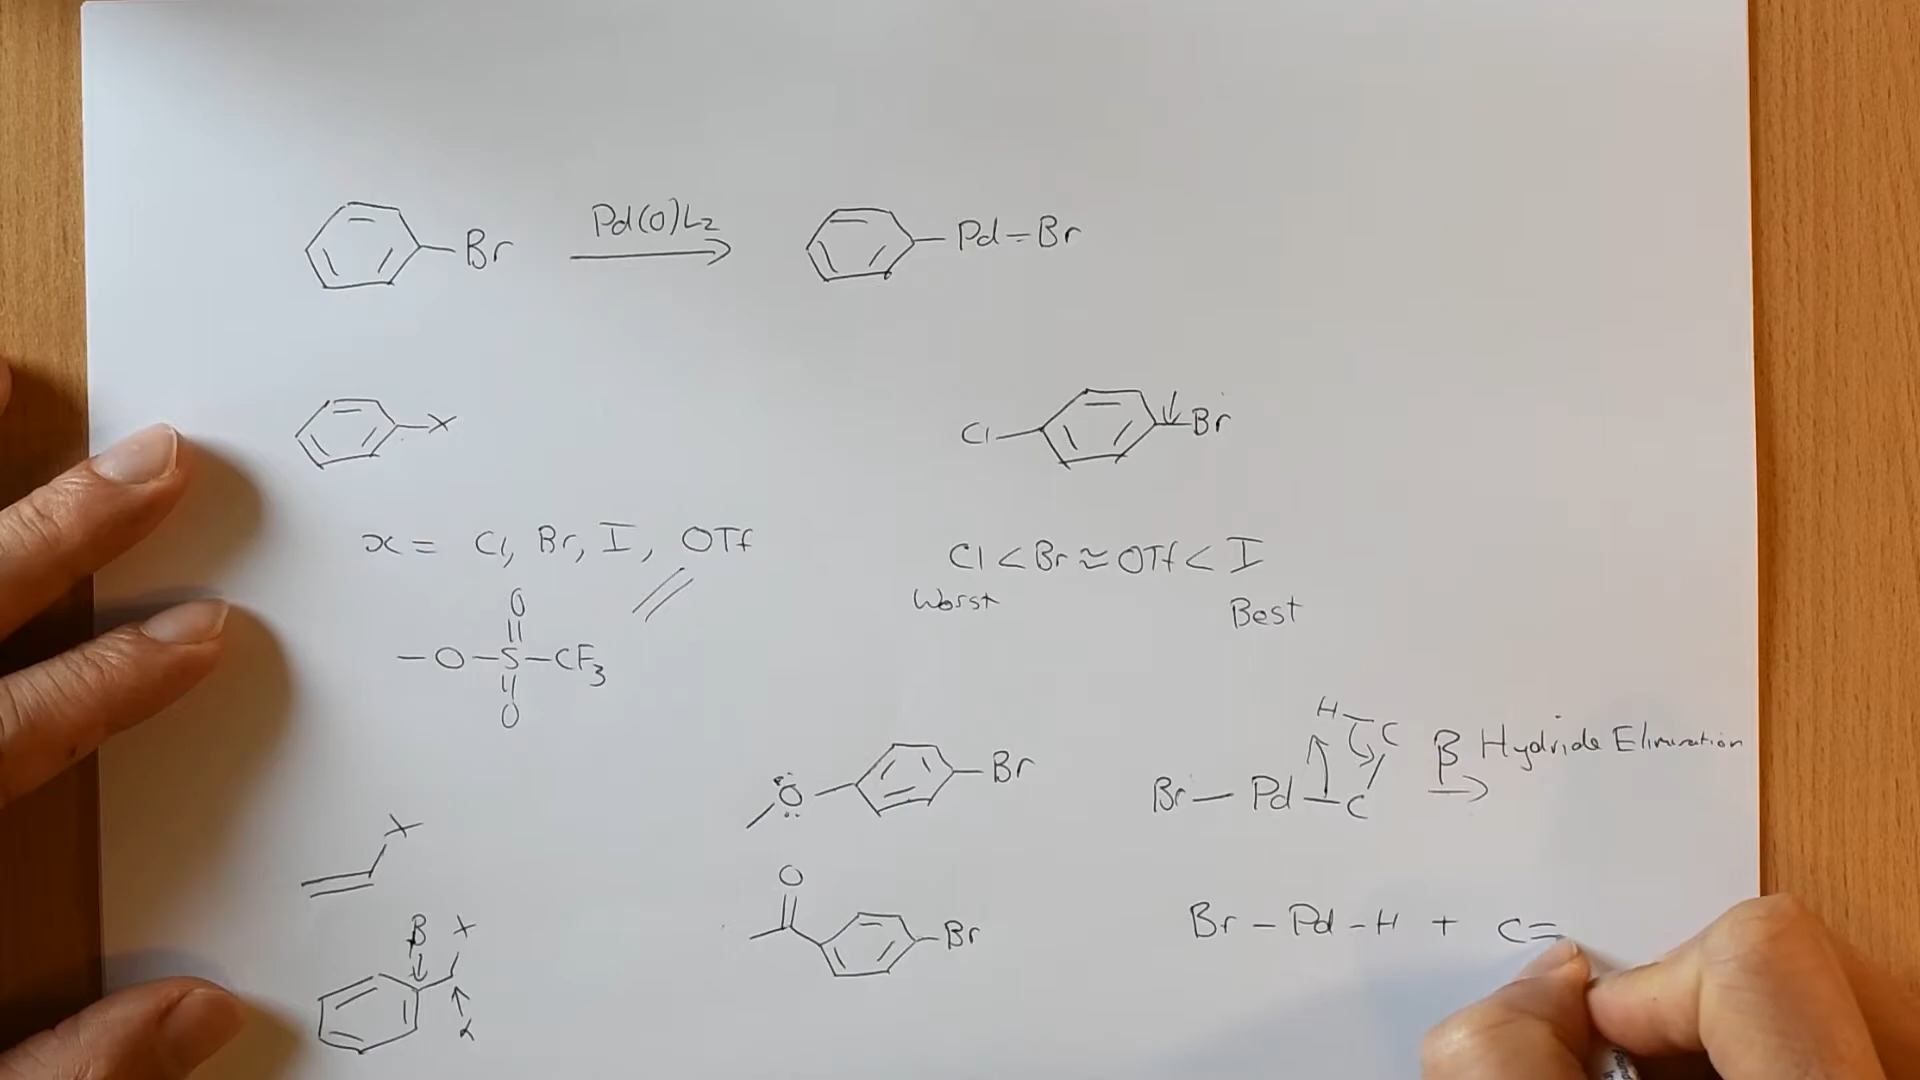 Br Pd(0)L2 Pd-Br
X Cl Br
x = Cl, Br, I, OTf
Cl < Br ≈ OTf < I
Worst Best
O
-O-S-CF3
O
H C β Hydride Elimination
Br-Pd-C
O Br
X
O
Br
β X
Br-Pd-H + C=
α